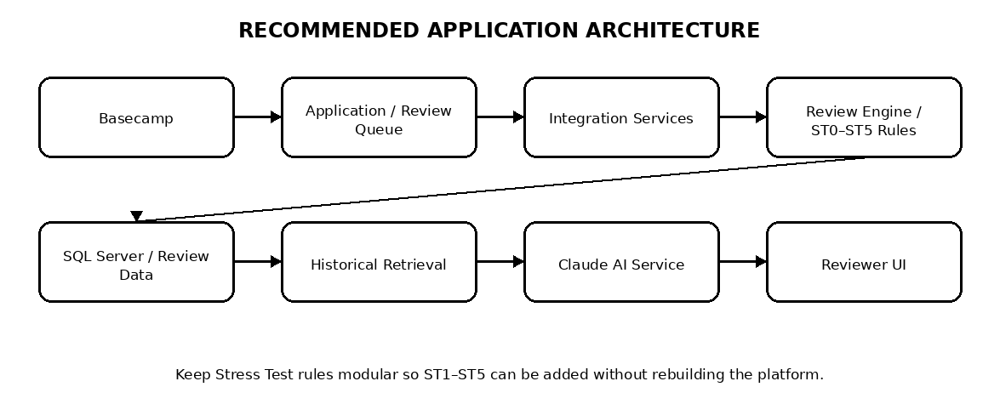 RECOMMENDED APPLICATION ARCHITECTURE
Basecamp
Application / Review
Queue
Integration Services
Review Engine /
ST0–ST5 Rules
SQL Server / Review
Data
Historical Retrieval
Claude AI Service
Reviewer UI
Keep Stress Test rules modular so ST1–ST5 can be added without rebuilding the platform.